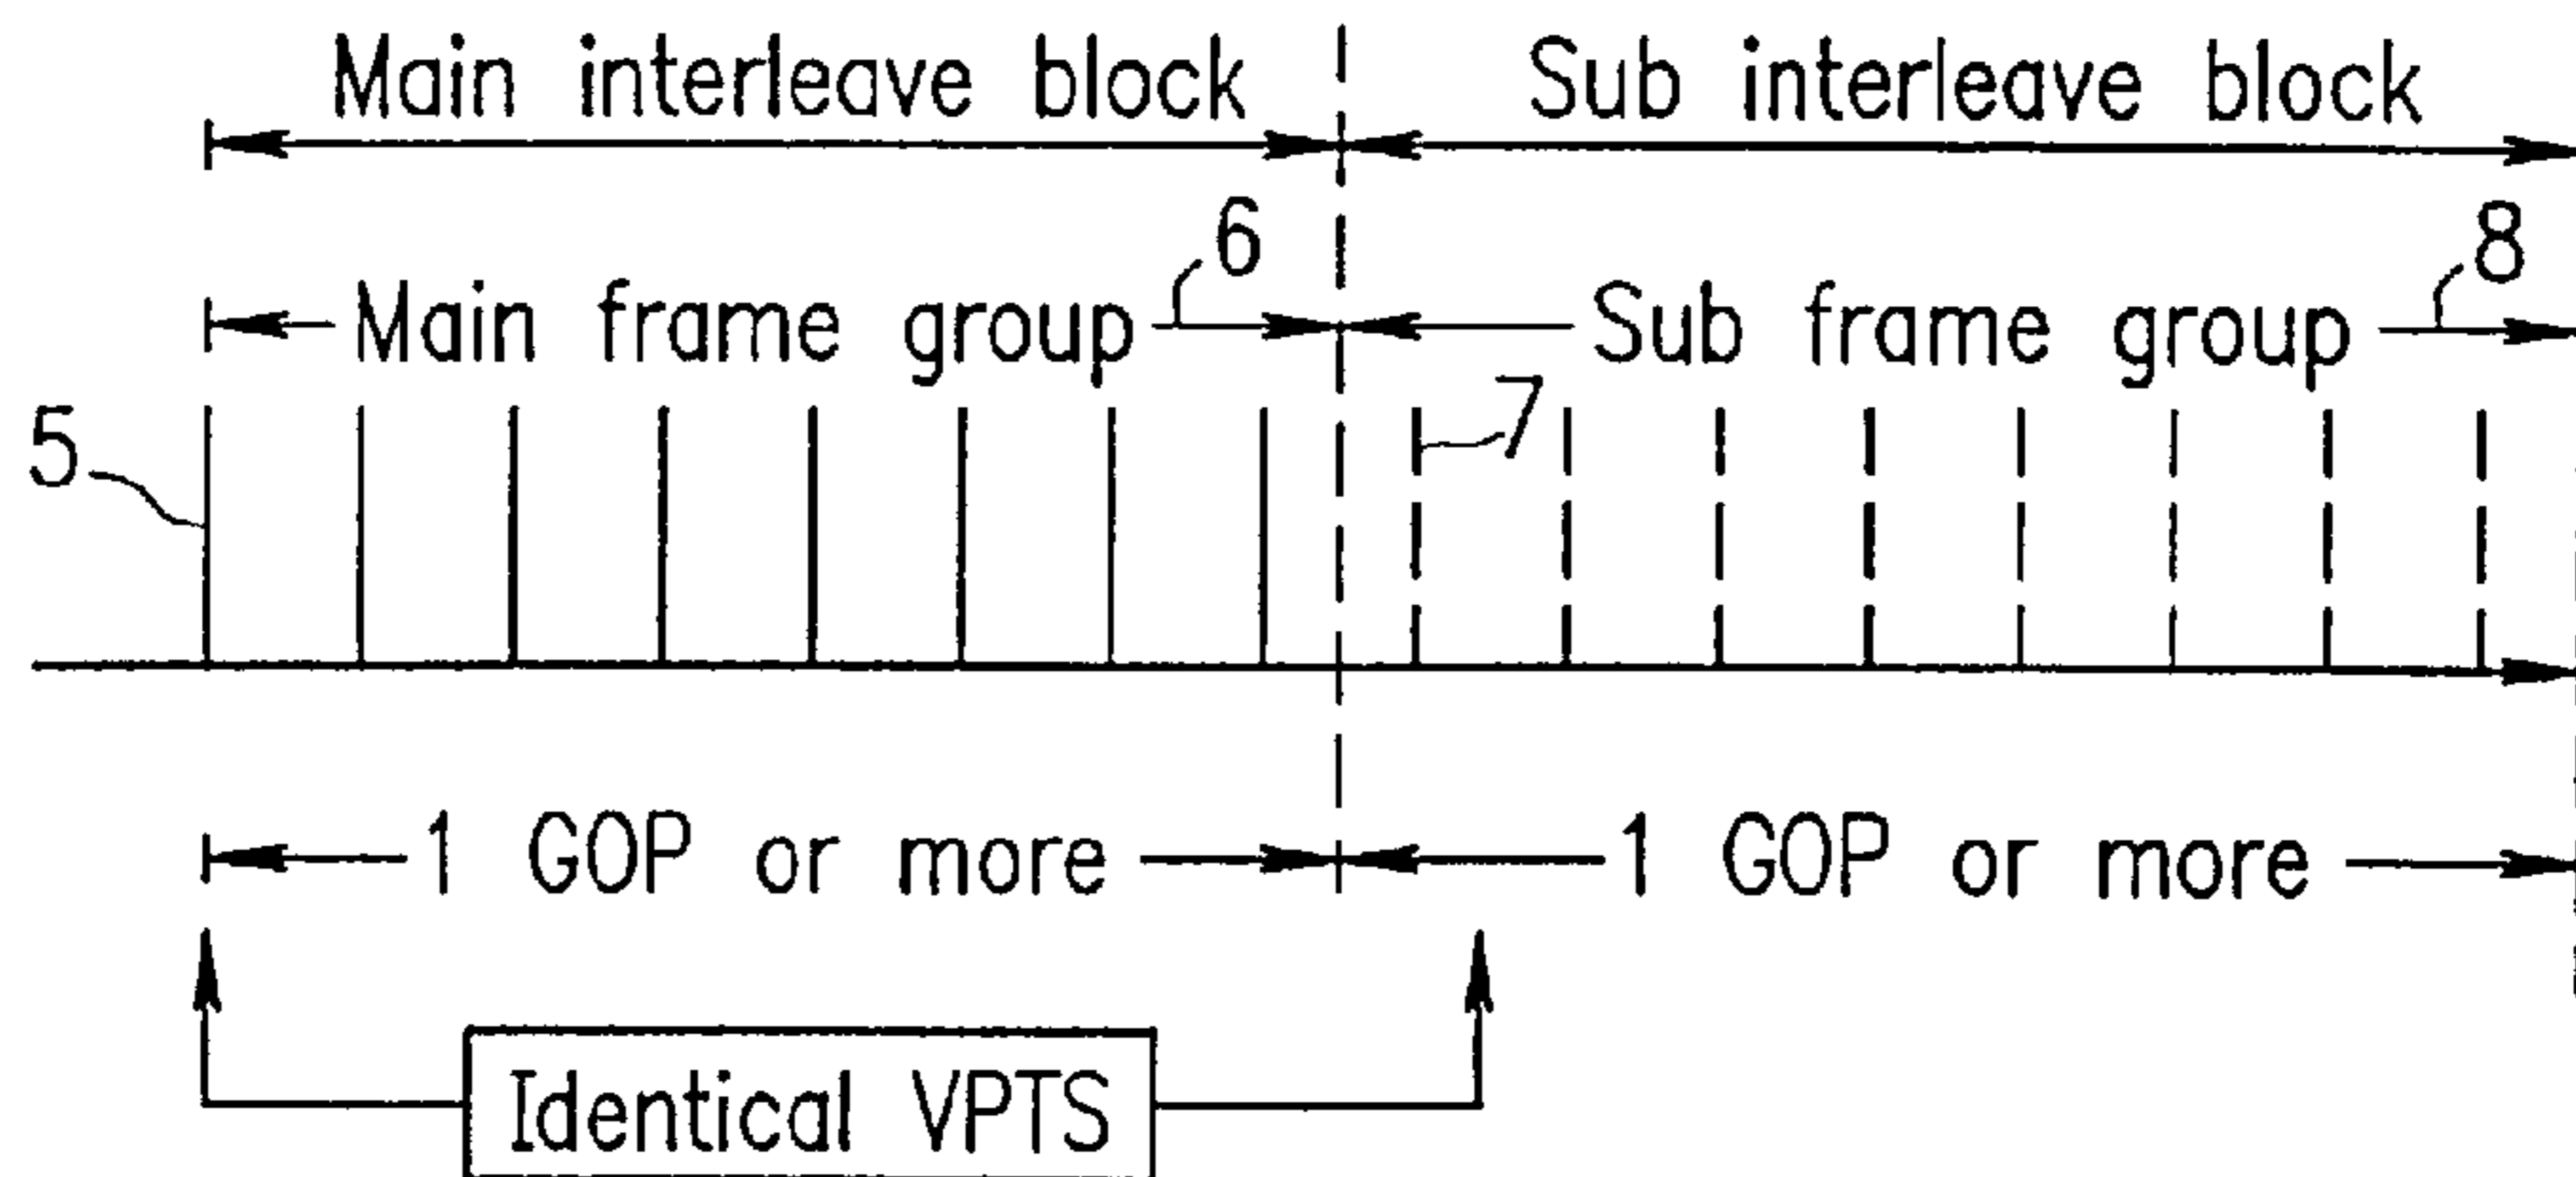 Main interleave block
Sub interleave block
6
8
Main frame group
Sub frame group
5
7
1 GOP or more
1 GOP or more
Identical VPTS